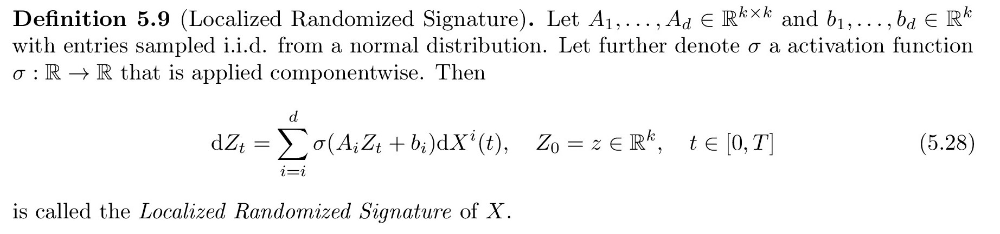 Definition 5.9 (Localized Randomized Signature). Let $A_1, \ldots, A_d \in \mathbb{R}^{k \times k}$ and $b_1, \ldots, b_d \in \mathbb{R}^k$
with entries sampled i.i.d. from a normal distribution. Let further denote $\sigma$ a activation function
$\sigma : \mathbb{R} \to \mathbb{R}$ that is applied componentwise. Then
$\mathrm{d}Z_t = \sum_{i=i}^{d} \sigma(A_i Z_t + b_i)\mathrm{d}X^i(t), \quad Z_0 = z \in \mathbb{R}^k, \quad t \in [0, T]$ (5.28)
is called the Localized Randomized Signature of $X$.